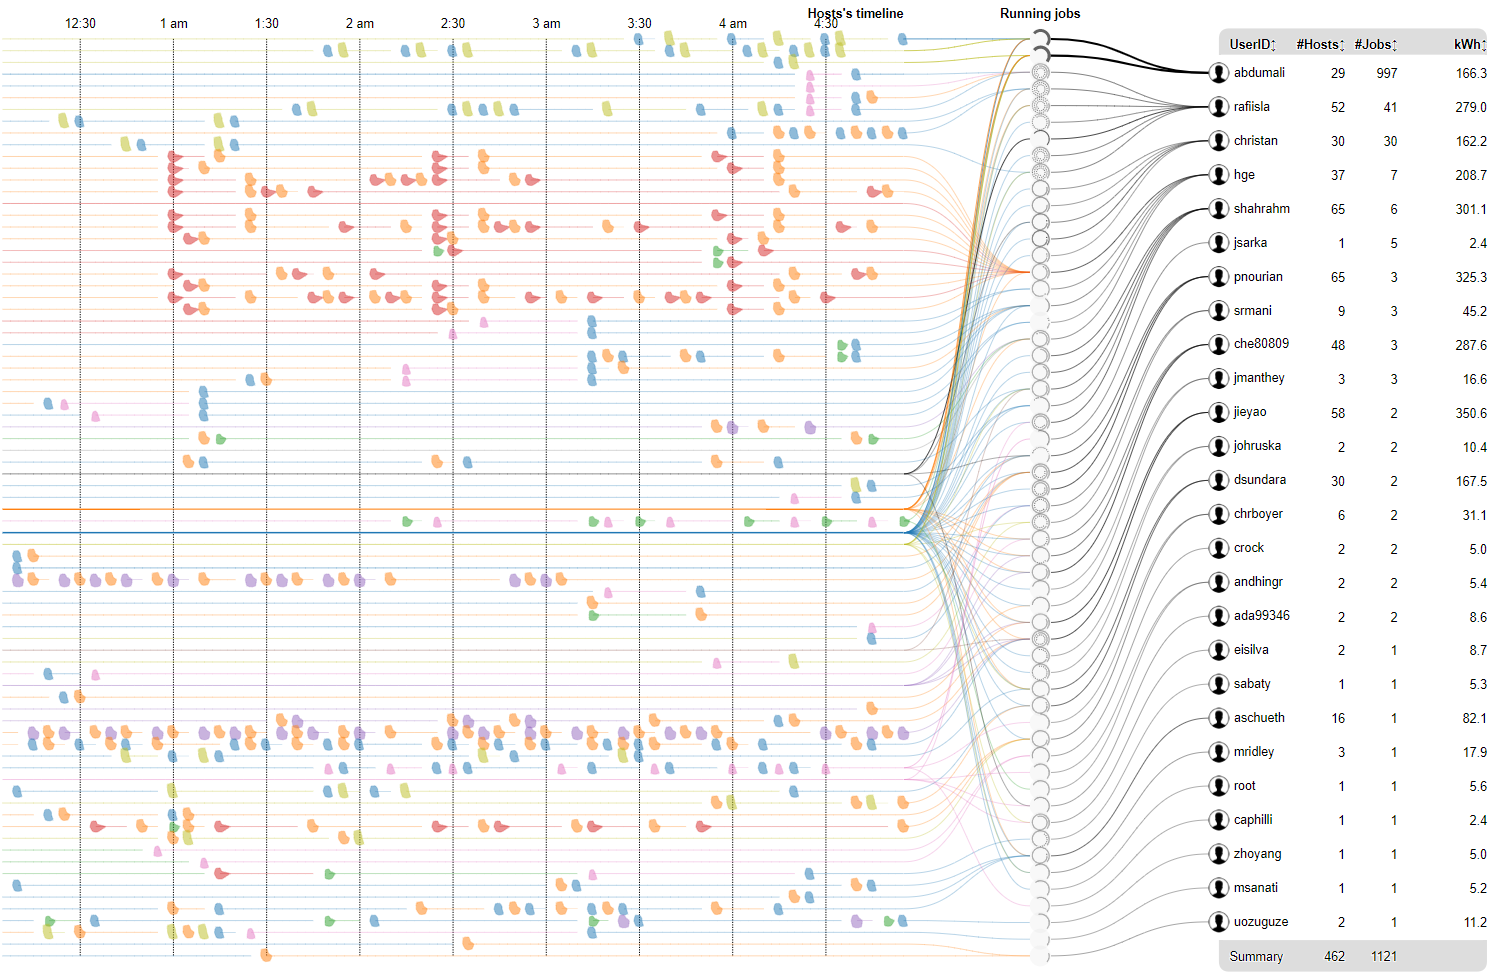 Hosts's timeline Running jobs
12:30 1 am 1:30 2 am 2:30 3 am 3:30 4 am 4:30
UserID↕ #Hosts↕ #Jobs↕ kWh↕
abdumali 29 997 166.3
rafiisla 52 41 279.0
christan 30 30 162.2
hge 37 7 208.7
shahrahm 65 6 301.1
jsarka 1 5 2.4
pnourian 65 3 325.3
srmani 9 3 45.2
che80809 48 3 287.6
jmanthey 3 3 16.6
jieyao 58 2 350.6
johruska 2 2 10.4
dsundara 30 2 167.5
chrboyer 6 2 31.1
crock 2 2 5.0
andhingr 2 2 5.4
ada99346 2 2 8.6
eisilva 2 1 8.7
sabaty 1 1 5.3
aschueth 16 1 82.1
mridley 3 1 17.9
root 1 1 5.6
caphilli 1 1 2.4
zhoyang 1 1 5.0
msanati 1 1 5.2
uozuguze 2 1 11.2
Summary 462 1121